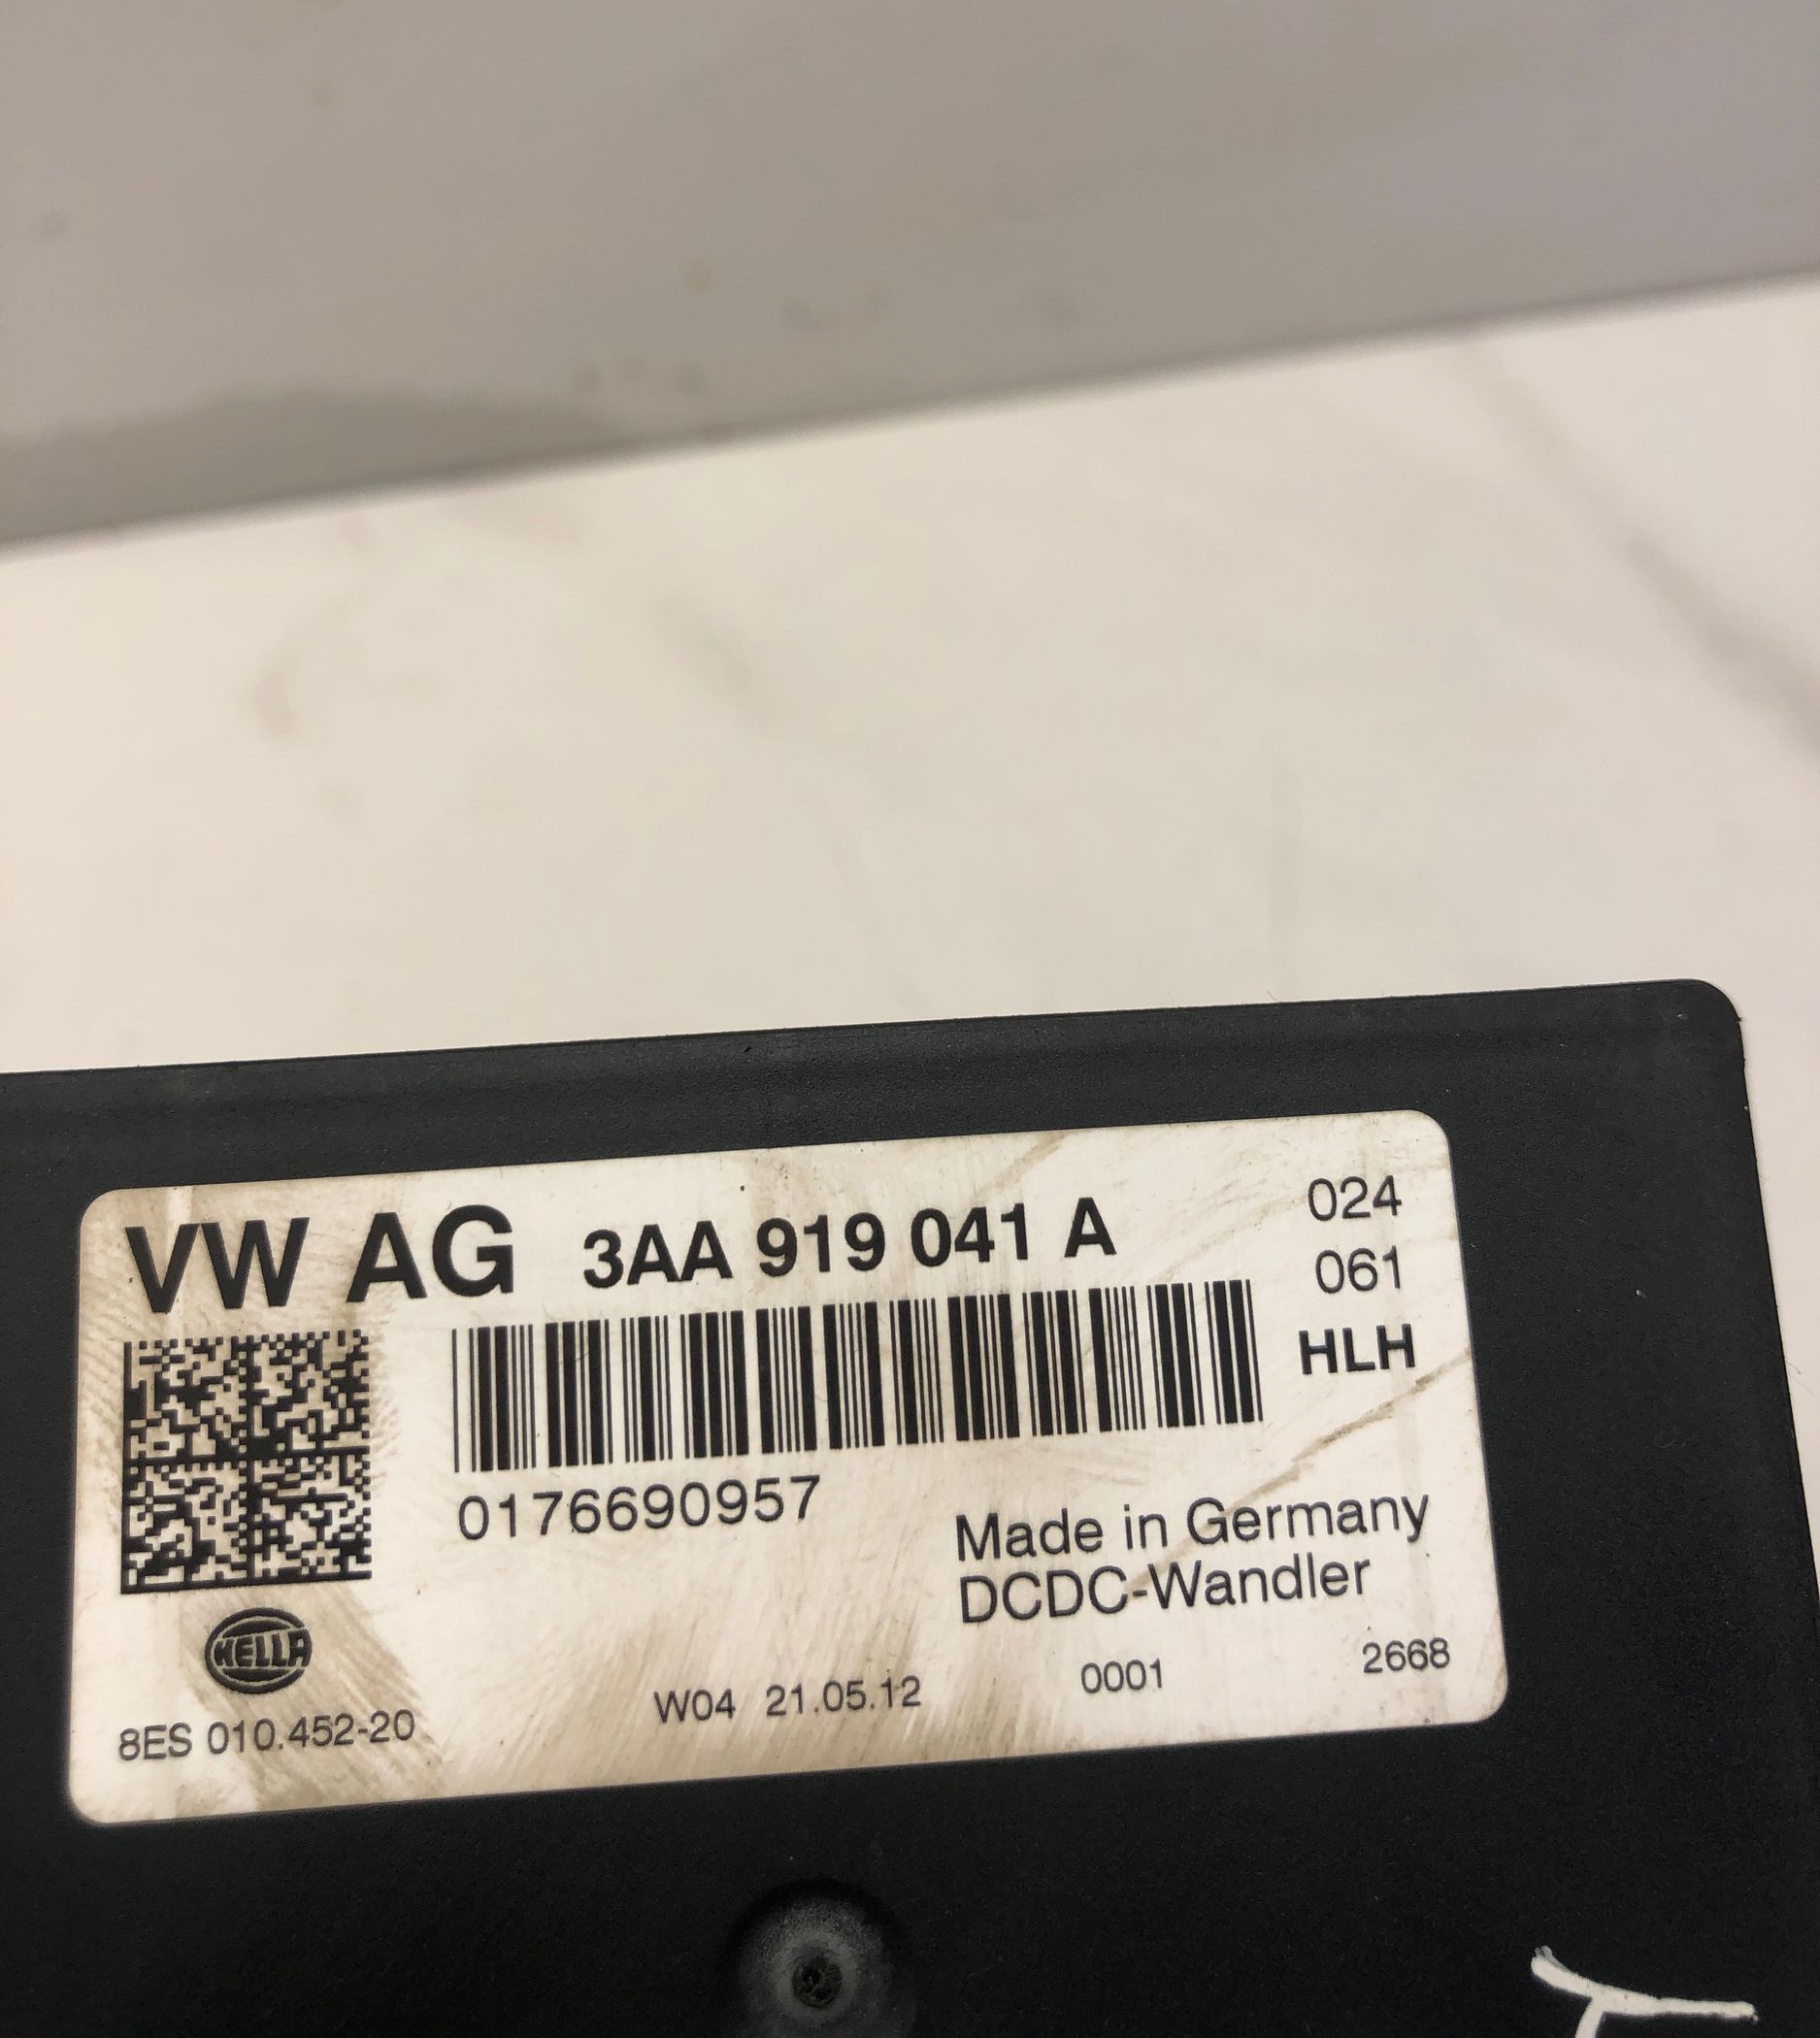 VW AG 3AA 919 041 A
024
061
HLH
0176690957
Made in Germany
DCDC-Wandler
HELLA
8ES 010.452-20
W04 21.05.12
0001
2668